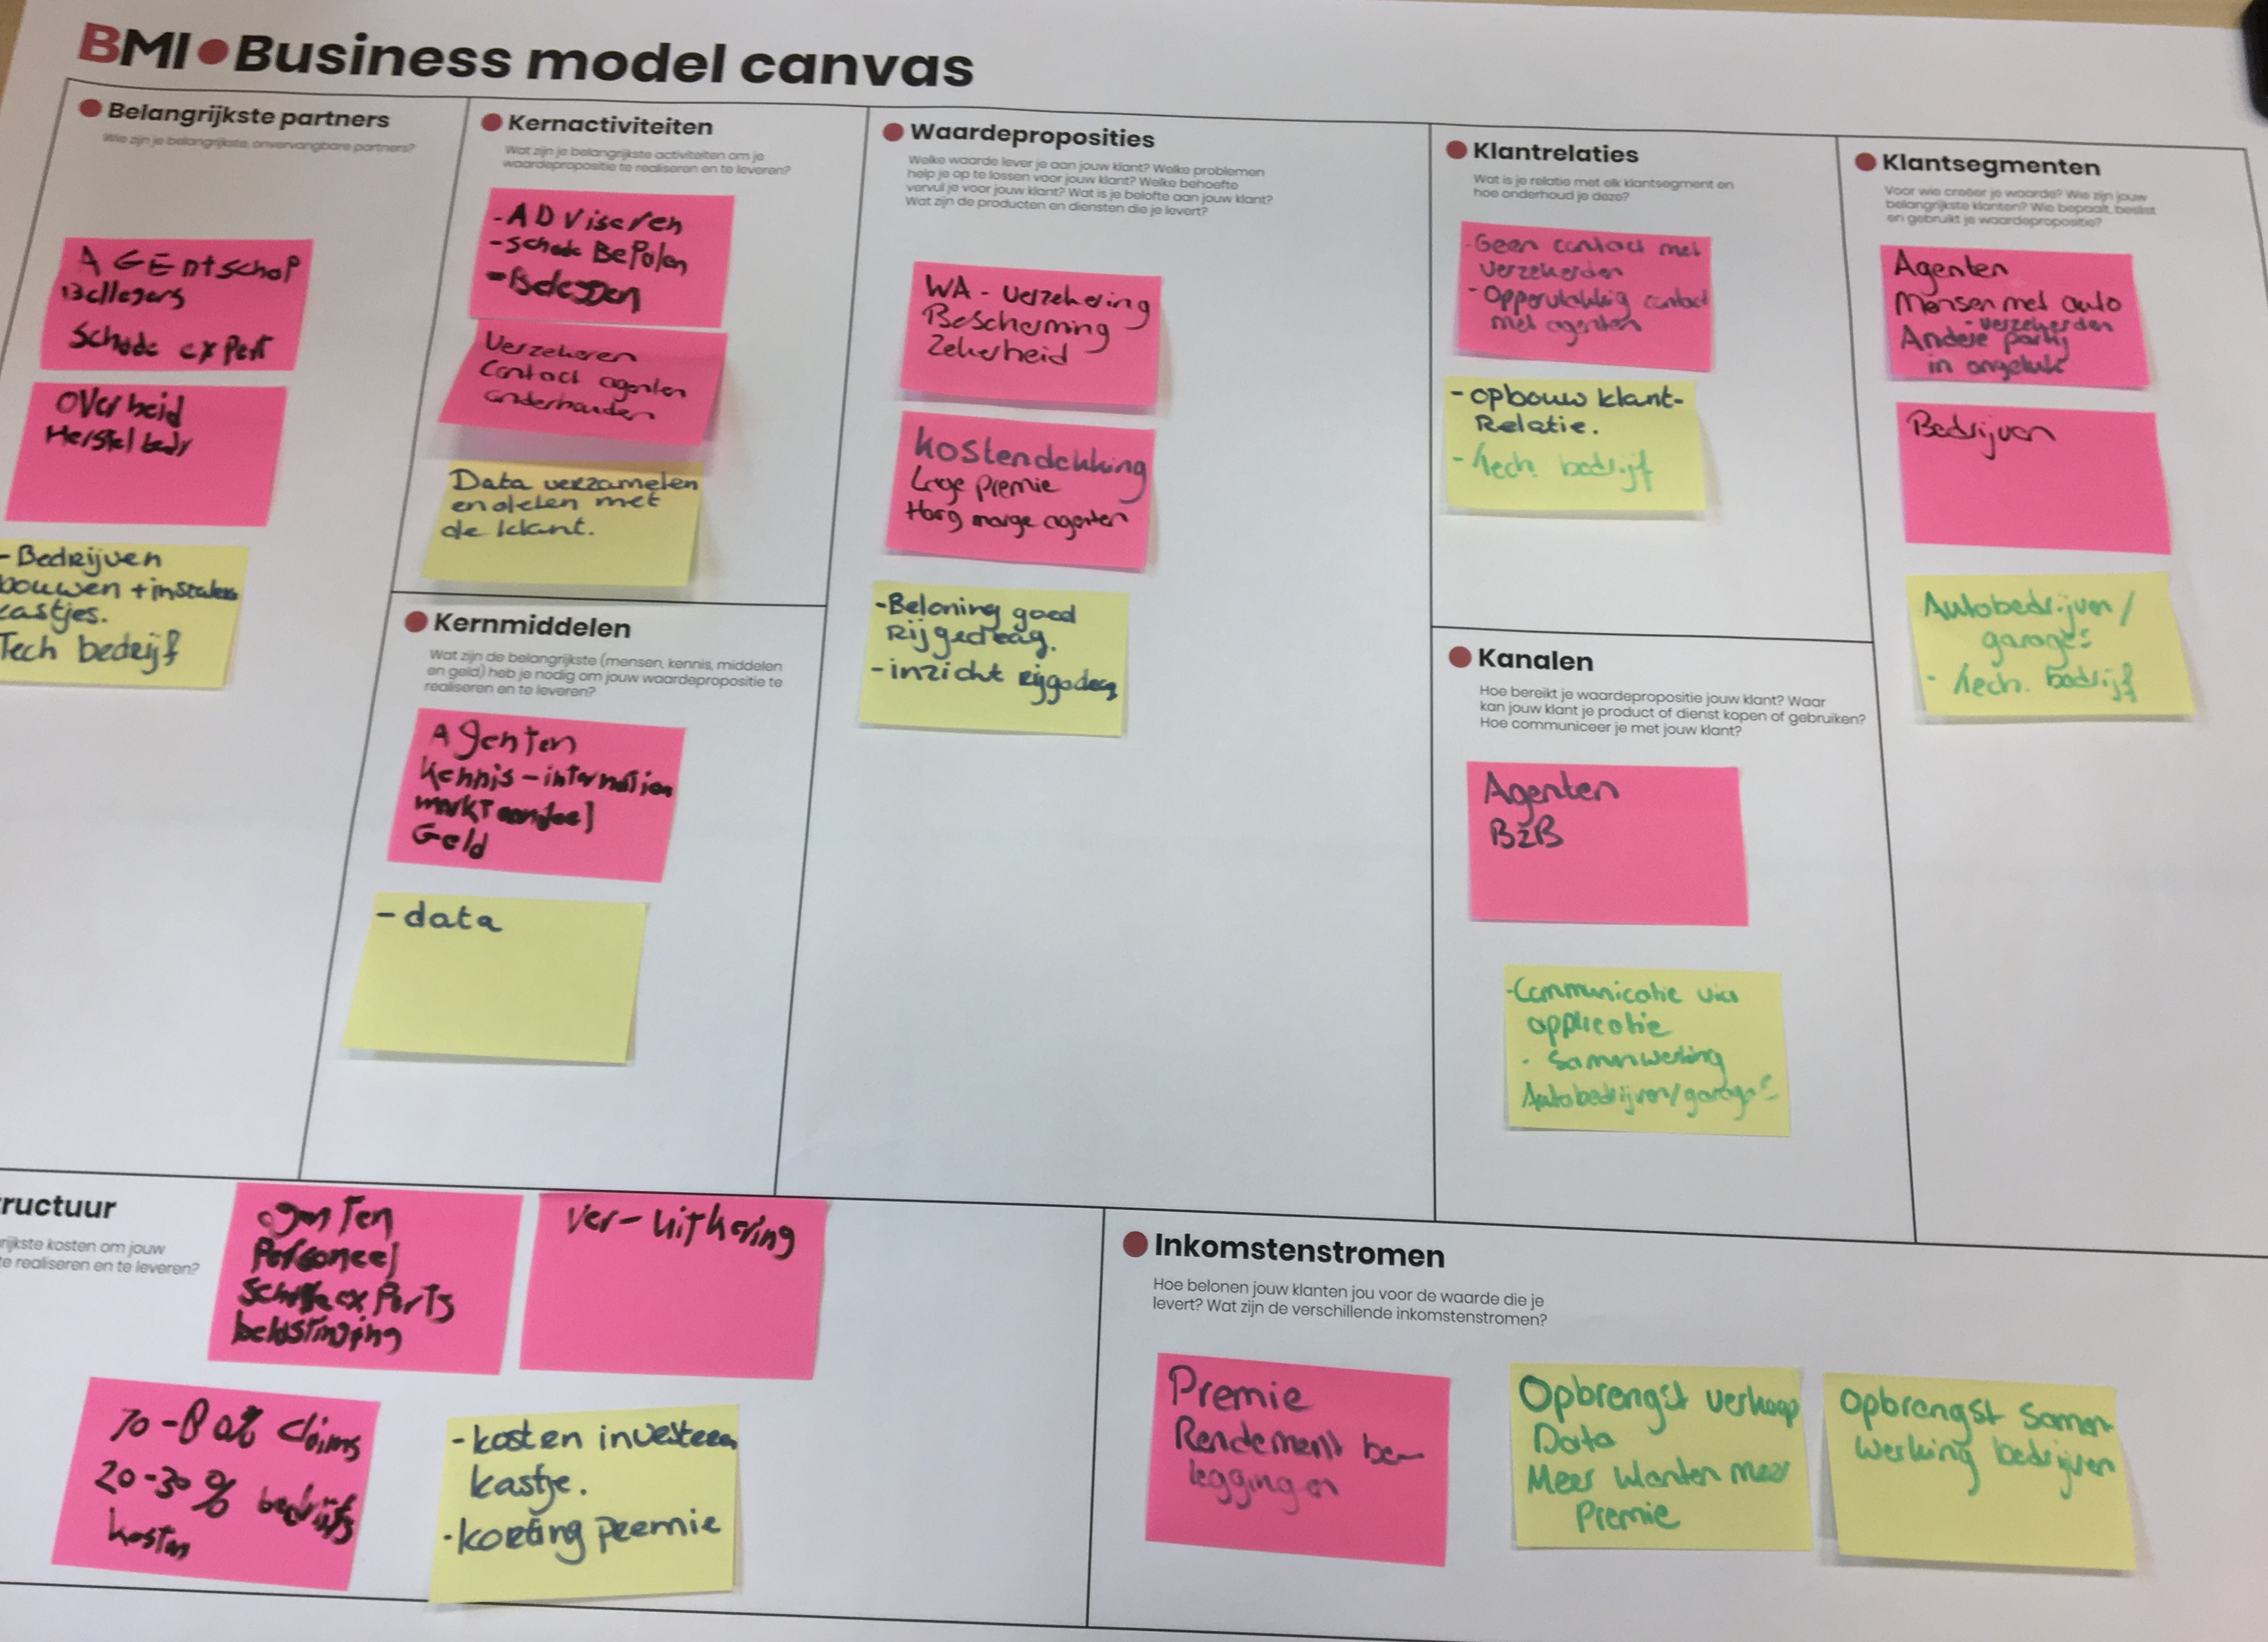 BMI Business model canvas
Belangrijkste partners
Wie zijn je belangrijkste, onvervangbare partners?
AGEntschap
Schade expert
OVerheid
Herstel bedr
- Bedrijven
bouwen + instaleren
castjes.
Tech bedrijf
Kernactiviteiten
Wat zijn je belangrijkste activiteiten om je
waardepropositie te realiseren en te leveren?
- ADViseren
- Schade BePalen
Verzekeren
Contact agenten
onderhouden
Data verzamelen
en delen met
de klant.
Kernmiddelen
Wat zijn de belangrijkste (mensen, kennis, middelen
en geld) heb je nodig om jouw waardepropositie te
realiseren en te leveren?
Agenten
Kennis - internation
marktaandeel
Geld
- data
Waardeproposities
Welke waarde lever je aan jouw klant? Welke problemen
help je op te lossen voor jouw klant? Welke behoefte
vervul je voor jouw klant? Wat is je belofte aan jouw klant?
Wat zijn de producten en diensten die je levert?
WA - verzekering
Bescherming
Zekerheid
Kostendekking
Lage premie
Hoog marge agenten
- Beloning goed
Rijgedrag.
- inzicht rijgedrag
Klantrelaties
Wat is je relatie met elk klantsegment en
hoe onderhoud je deze?
- Geen contact met
verzekerden
- Oppervlakkig contact
met agenten
- opbouw klant-
Relatie.
- tech. bedrijf
Kanalen
Hoe bereikt je waardepropositie jouw klant? Waar
kan jouw klant je product of dienst kopen of gebruiken?
Hoe communiceer je met jouw klant?
Agenten
B2B
- Communicatie via
applicatie
- Samenwerking
Autobedrijven/garages
Klantsegmenten
Voor wie creëer je waarde? Wie zijn jouw
belangrijkste klanten? Wie bepaalt, beslist
en gebruikt je waardepropositie?
Agenten
Mensen met auto
- verzekerden
Andere partij
in ongeluk
Bedrijven
Autobedrijven/
garages
- tech. bedrijf
ructuur
rijkste kosten om jouw
te realiseren en te leveren?
agenten
Personeel
Schade exPerts
belastinging
ver-uitkering
70-80% claims
20-30% bedrijfs
kosten
- kosten investeren
kastje.
- korting premie
Inkomstenstromen
Hoe belonen jouw klanten jou voor de waarde die je
levert? Wat zijn de verschillende inkomstenstromen?
Premie
Rendement be-
leggingen
Opbrengst verkoop
Data
Meer klanten meer
Premie
Opbrengst samen-
werking bedrijven